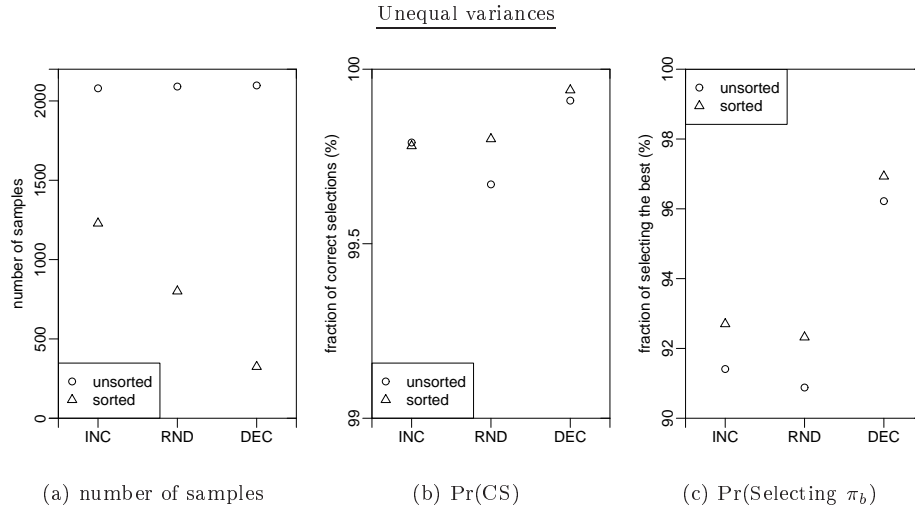 Unequal variances
number of samples
0
500
1000
1500
2000
unsorted
sorted
INC RND DEC
(a) number of samples
fraction of correct selections (%)
99
99.5
100
unsorted
sorted
INC RND DEC
(b) Pr(CS)
fraction of selecting the best (%)
90
92
94
96
98
100
unsorted
sorted
INC RND DEC
(c) Pr(Selecting π_b)